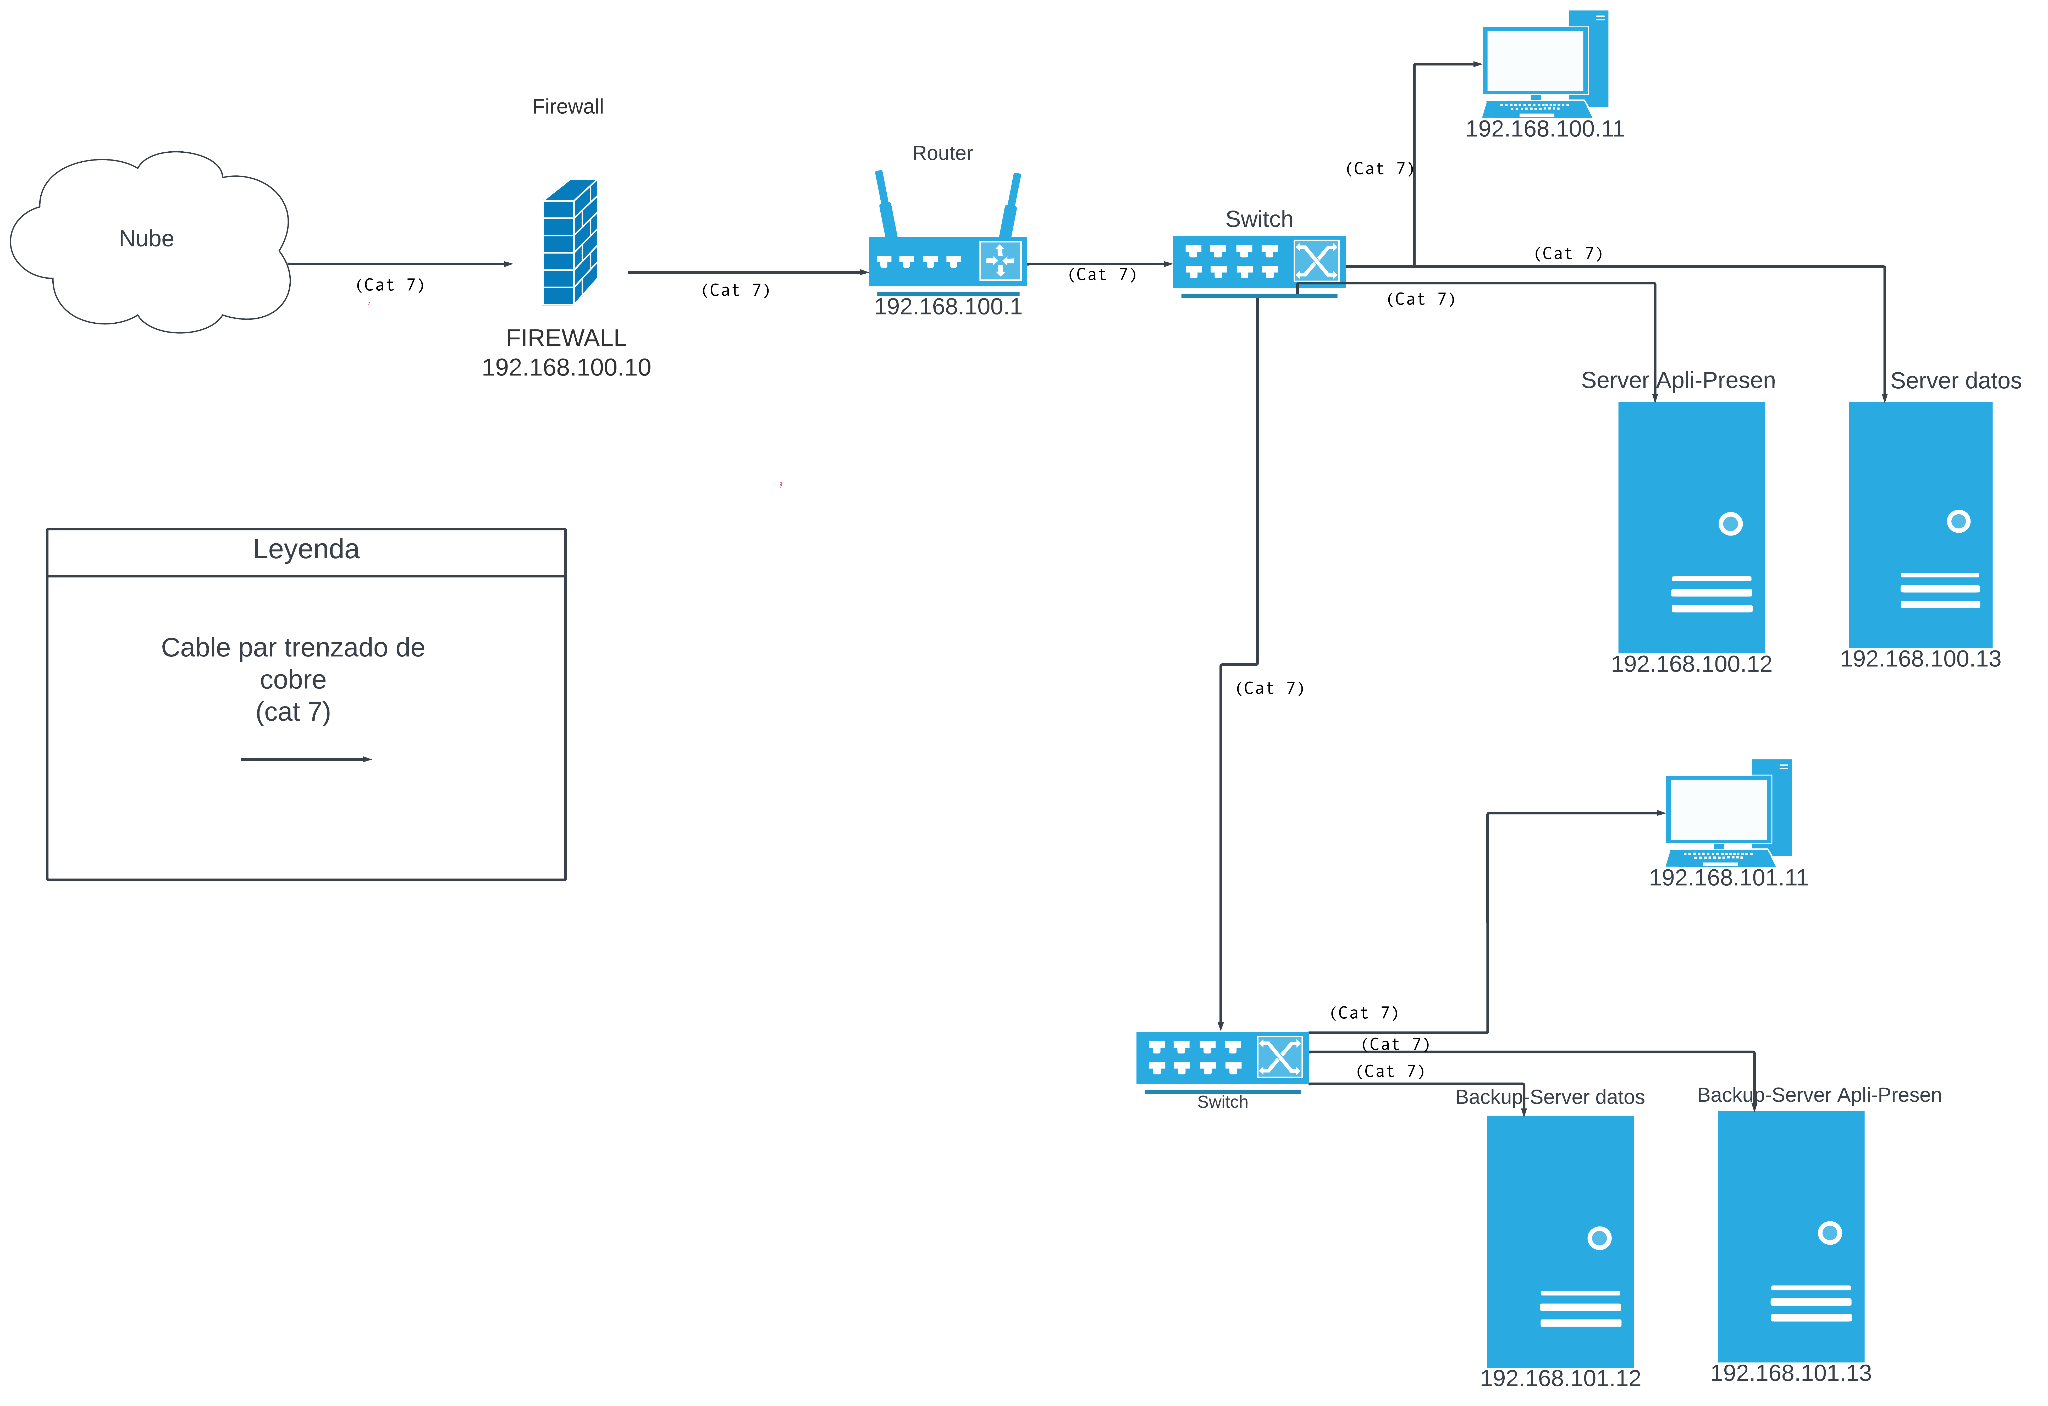 Firewall
Nube
(Cat 7)
FIREWALL
192.168.100.10
(Cat 7)
Router
192.168.100.1
(Cat 7)
Switch
(Cat 7)
192.168.100.11
(Cat 7)
(Cat 7)
Server Apli-Presen
192.168.100.12
Server datos
192.168.100.13
Leyenda
Cable par trenzado de
cobre
(cat 7)
(Cat 7)
192.168.101.11
(Cat 7)
(Cat 7)
(Cat 7)
Switch
Backup-Server datos
192.168.101.12
Backup-Server Apli-Presen
192.168.101.13